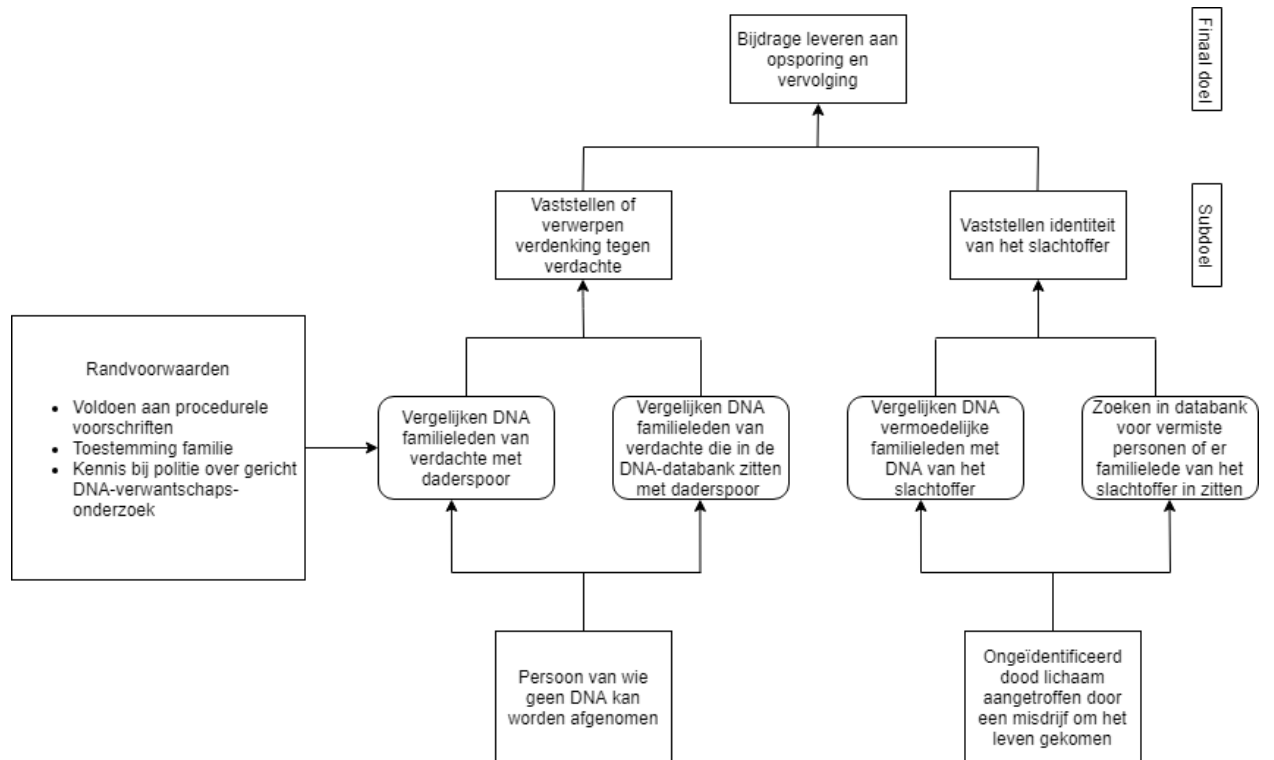 Bijdrage leveren aan
opsporing en
vervolging
Finaal doel
Vaststellen of
verwerpen
verdenking tegen
verdachte
Vaststellen identiteit
van het slachtoffer
Subdoel
Randvoorwaarden
• Voldoen aan procedurele
voorschriften
• Toestemming familie
• Kennis bij politie over gericht
DNA-verwantschaps-
onderzoek
Vergelijken DNA
familieleden van
verdachte met
daderspoor
Vergelijken DNA
familieleden van
verdachte die in de
DNA-databank zitten
met daderspoor
Vergelijken DNA
vermoedelijke
familieleden met
DNA van het
slachtoffer
Zoeken in databank
voor vermiste
personen of er
familielede van het
slachtoffer in zitten
Persoon van wie
geen DNA kan
worden afgenomen
Ongeïdentificeerd
dood lichaam
aangetroffen door
een misdrijf om het
leven gekomen